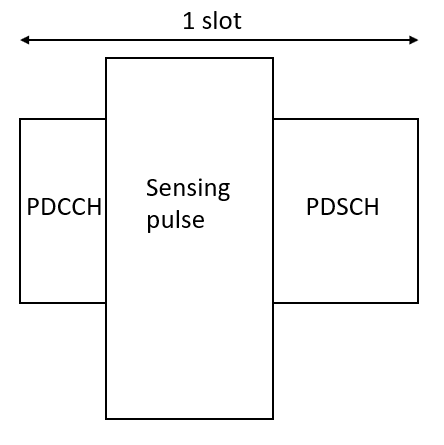 1 slot
PDCCH
Sensing
pulse
PDSCH